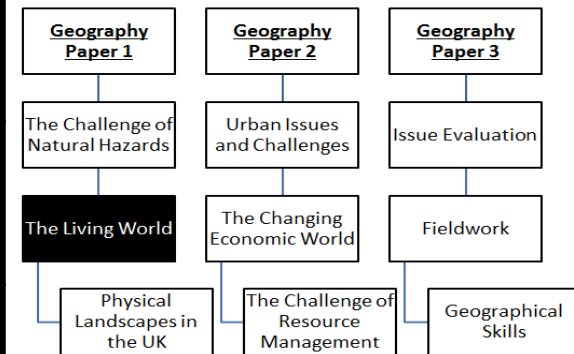 Geography
Paper 1
The Challenge of
Natural Hazards
The Living World
Physical
Landscapes in
the UK
Geography
Paper 2
Urban Issues
and Challenges
The Changing
Economic World
The Challenge of
Resource
Management
Geography
Paper 3
Issue Evaluation
Fieldwork
Geographical
Skills